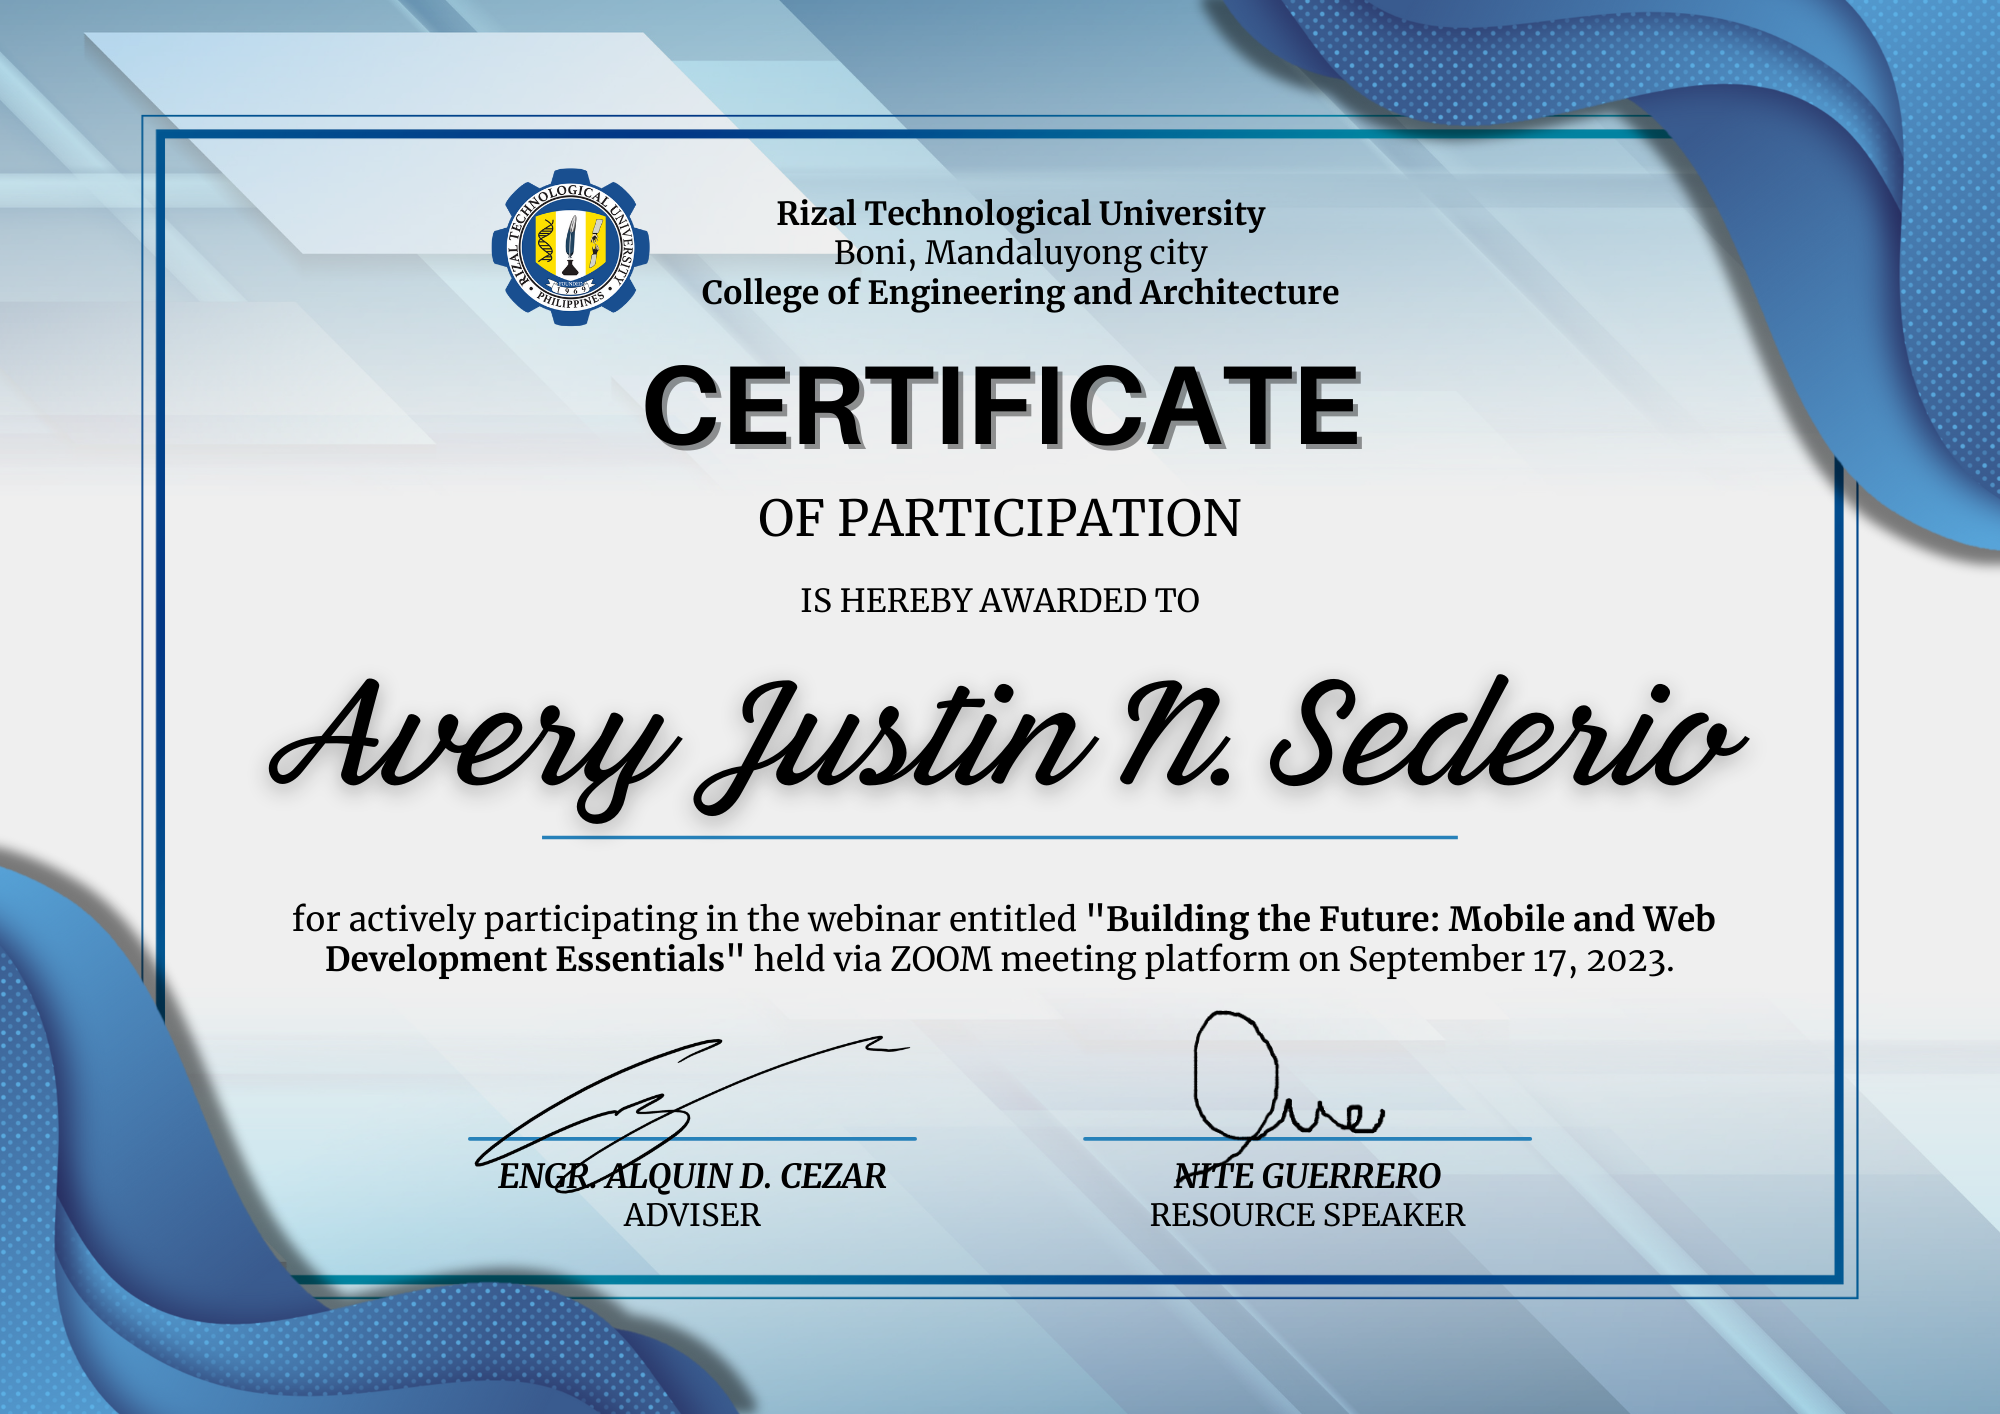 RIZAL TECHNOLOGICAL UNIVERSITY
FOUNDED
1969
PHILIPPINES
Rizal Technological University
Boni, Mandaluyong city
College of Engineering and Architecture
CERTIFICATE
OF PARTICIPATION
IS HEREBY AWARDED TO
Avery Justin N. Sederio
for actively participating in the webinar entitled "Building the Future: Mobile and Web
Development Essentials" held via ZOOM meeting platform on September 17, 2023.
ENGR. ALQUIN D. CEZAR
ADVISER
NITE GUERRERO
RESOURCE SPEAKER